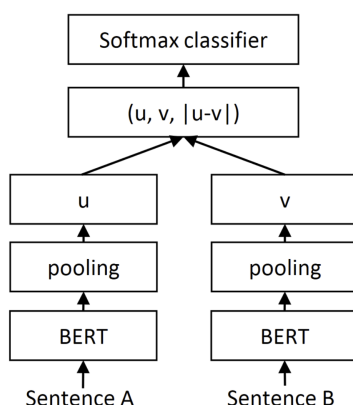 Softmax classifier
(u, v, |u-v|)
u
v
pooling
pooling
BERT
BERT
Sentence A
Sentence B